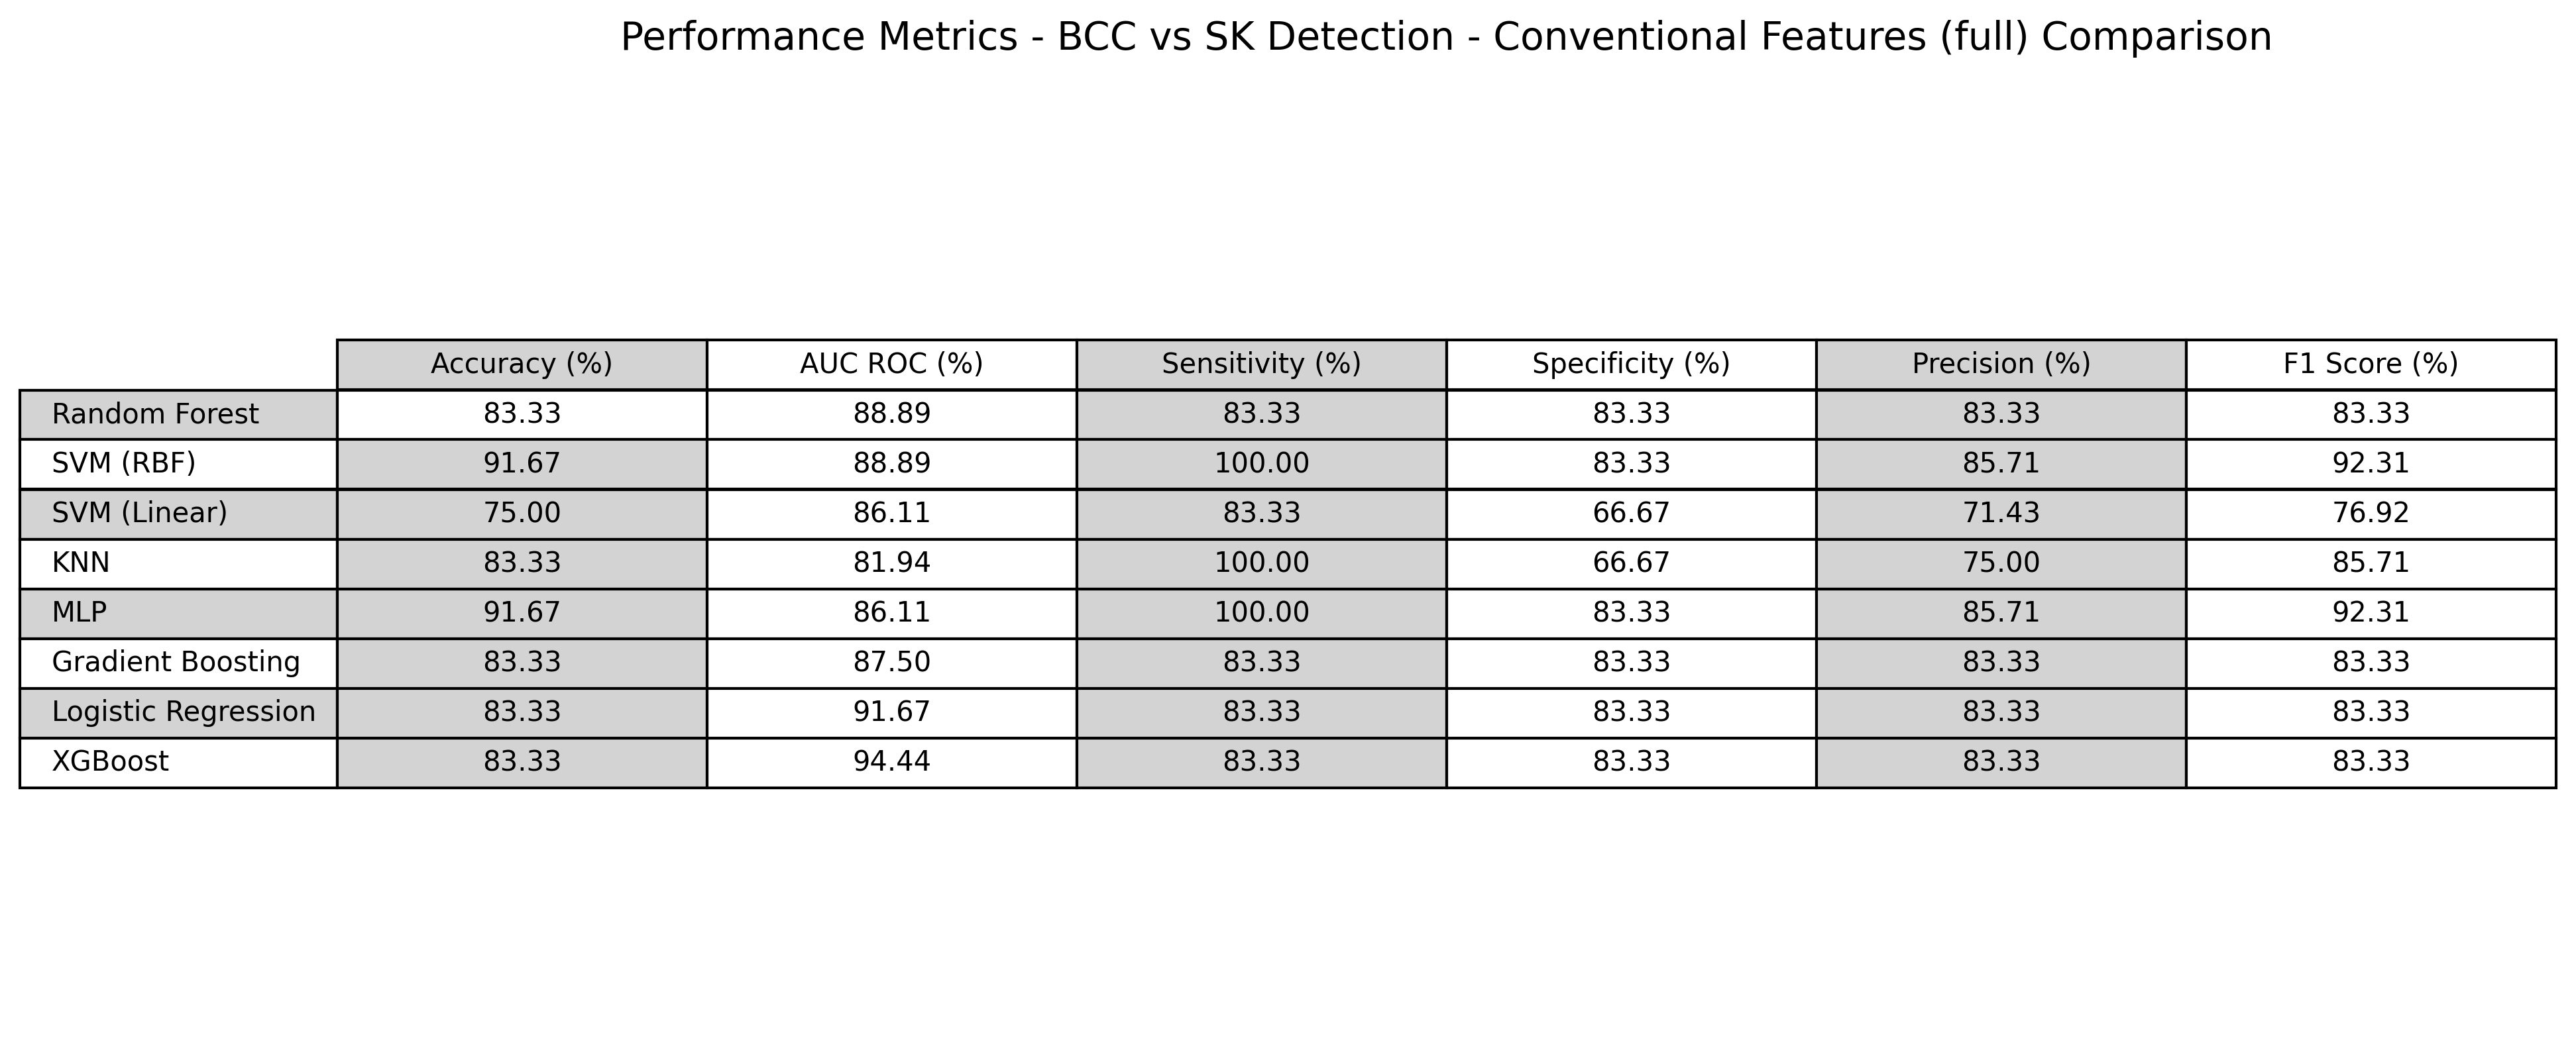 Performance Metrics - BCC vs SK Detection - Conventional Features (full) Comparison
Accuracy (%) AUC ROC (%) Sensitivity (%) Specificity (%) Precision (%) F1 Score (%)
Random Forest 83.33 88.89 83.33 83.33 83.33 83.33
SVM (RBF) 91.67 88.89 100.00 83.33 85.71 92.31
SVM (Linear) 75.00 86.11 83.33 66.67 71.43 76.92
KNN 83.33 81.94 100.00 66.67 75.00 85.71
MLP 91.67 86.11 100.00 83.33 85.71 92.31
Gradient Boosting 83.33 87.50 83.33 83.33 83.33 83.33
Logistic Regression 83.33 91.67 83.33 83.33 83.33 83.33
XGBoost 83.33 94.44 83.33 83.33 83.33 83.33